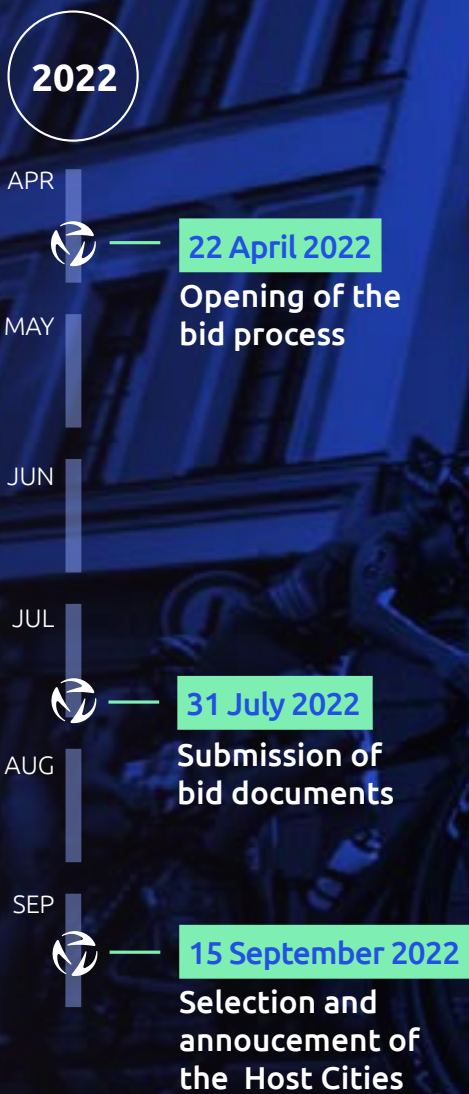 2022
APR
22 April 2022
Opening of the
bid process
MAY
JUN
JUL
31 July 2022
Submission of
bid documents
AUG
SEP
15 September 2022
Selection and
annoucement of
the Host Cities